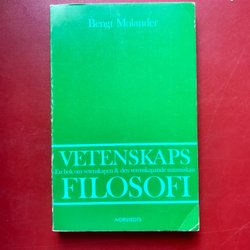 Bengt Molander
VETENSKAPS
En bok om vetenskapen & den vetenskapande människan
FILOSOFI
NORSTEDTS